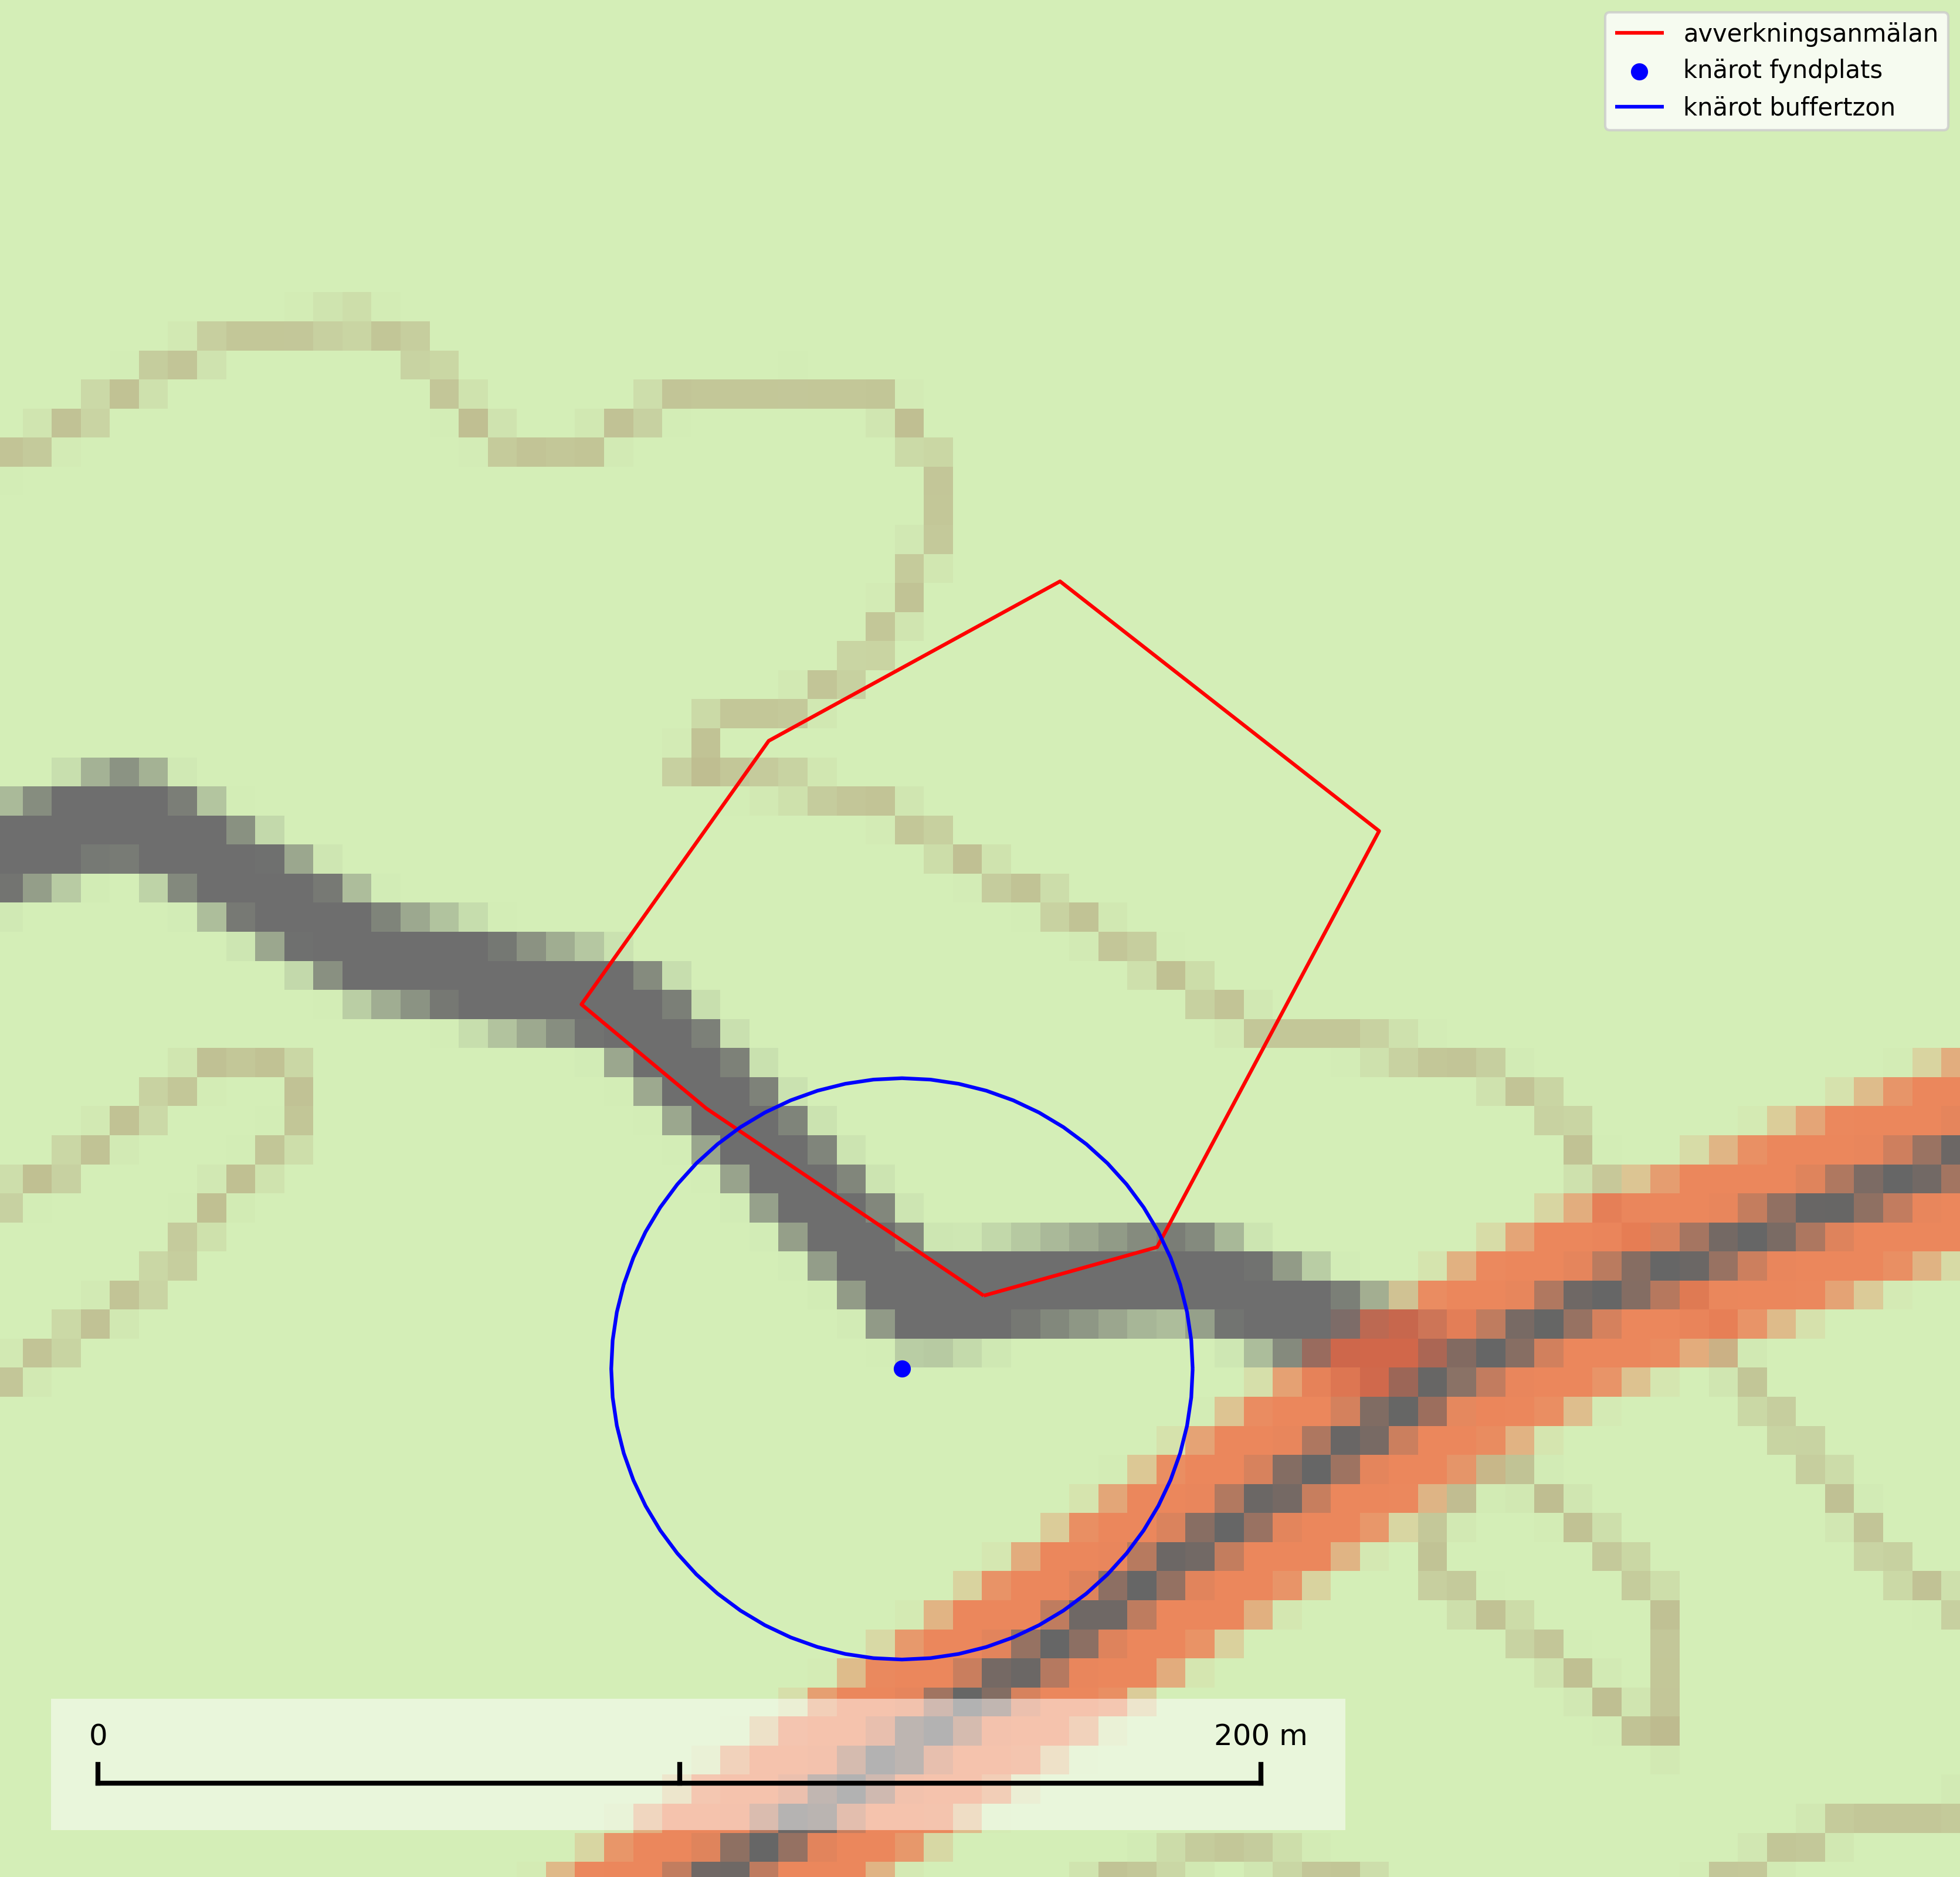 avverkningsanmälan
knärot fyndplats
knärot buffertzon
0 200 m